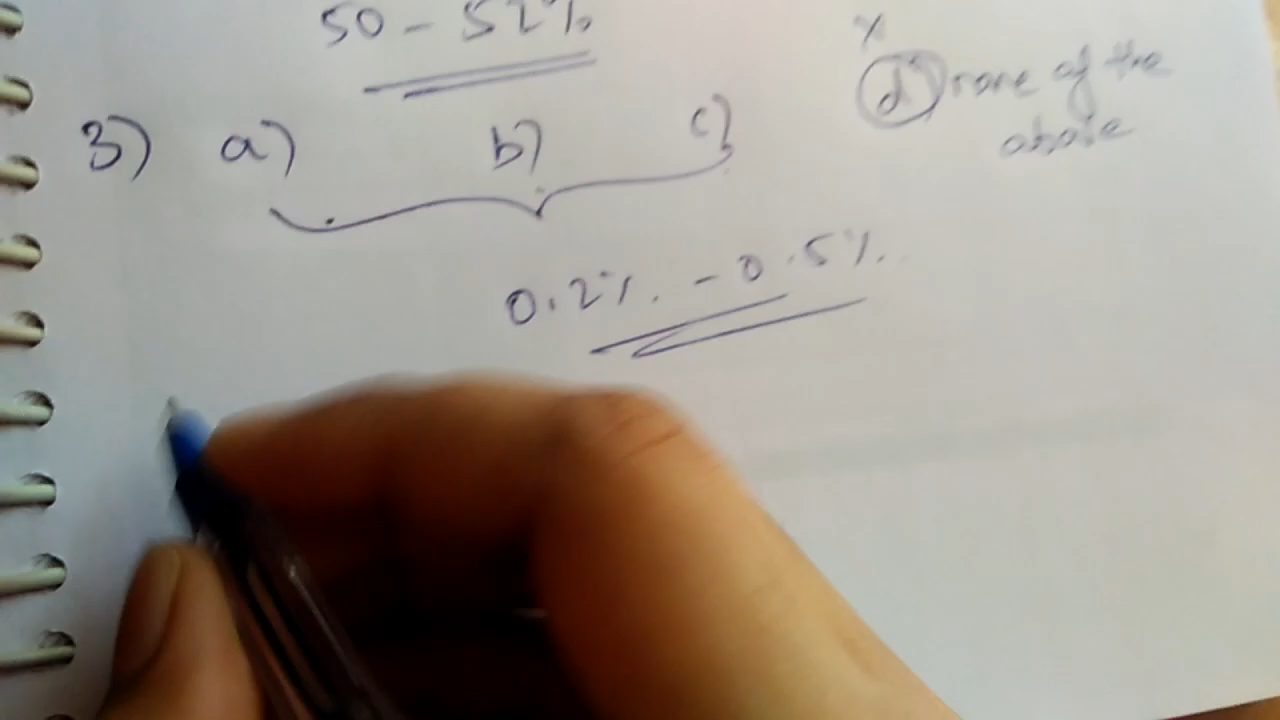 50 - 52%
x
d) none of the
above
3) a) b) c)
0.2%. - 0.5%.